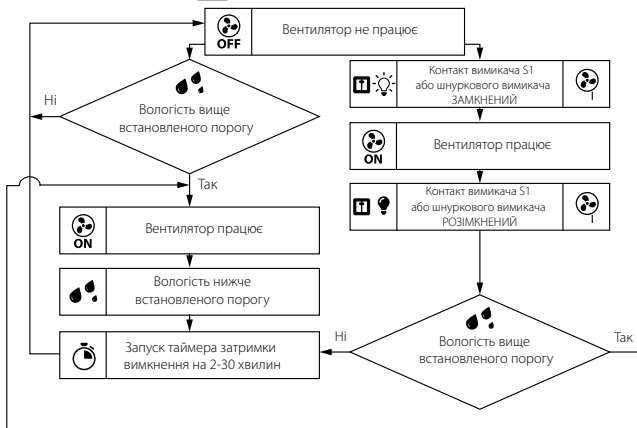 OFF
Вентилятор не працює
Ні
Вологість вище
встановленого порогу
Так
Контакт вимикача S1
або шнуркового вимикача
ЗАМКНЕНИЙ
ON
Вентилятор працює
Контакт вимикача S1
або шнуркового вимикача
РОЗІМКНЕНИЙ
ON
Вентилятор працює
Вологість нижче
встановленого порогу
Запуск таймера затримки
вимкнення на 2-30 хвилин
Ні
Вологість вище
встановленого порогу
Так